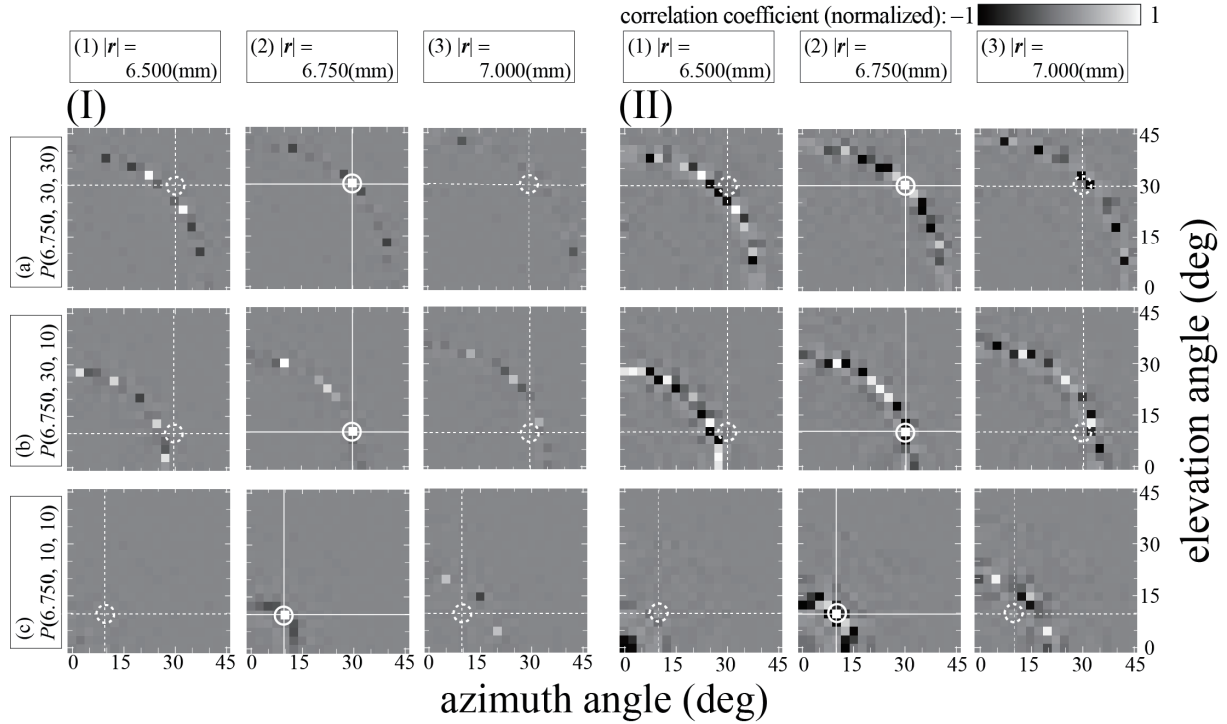 correlation coefficient (normalized): −1 1
(1) |r| = 6.500(mm)
(2) |r| = 6.750(mm)
(3) |r| = 7.000(mm)
(1) |r| = 6.500(mm)
(2) |r| = 6.750(mm)
(3) |r| = 7.000(mm)
(I)
(II)
(a)
P(6.750, 30, 30)
45
30
15
0
(b)
P(6.750, 30, 10)
45
30
15
0
(c)
P(6.750, 10, 10)
45
30
15
0
0 15 30 45 0 15 30 45 0 15 30 45 0 15 30 45 0 15 30 45 0 15 30 45
azimuth angle (deg)
elevation angle (deg)